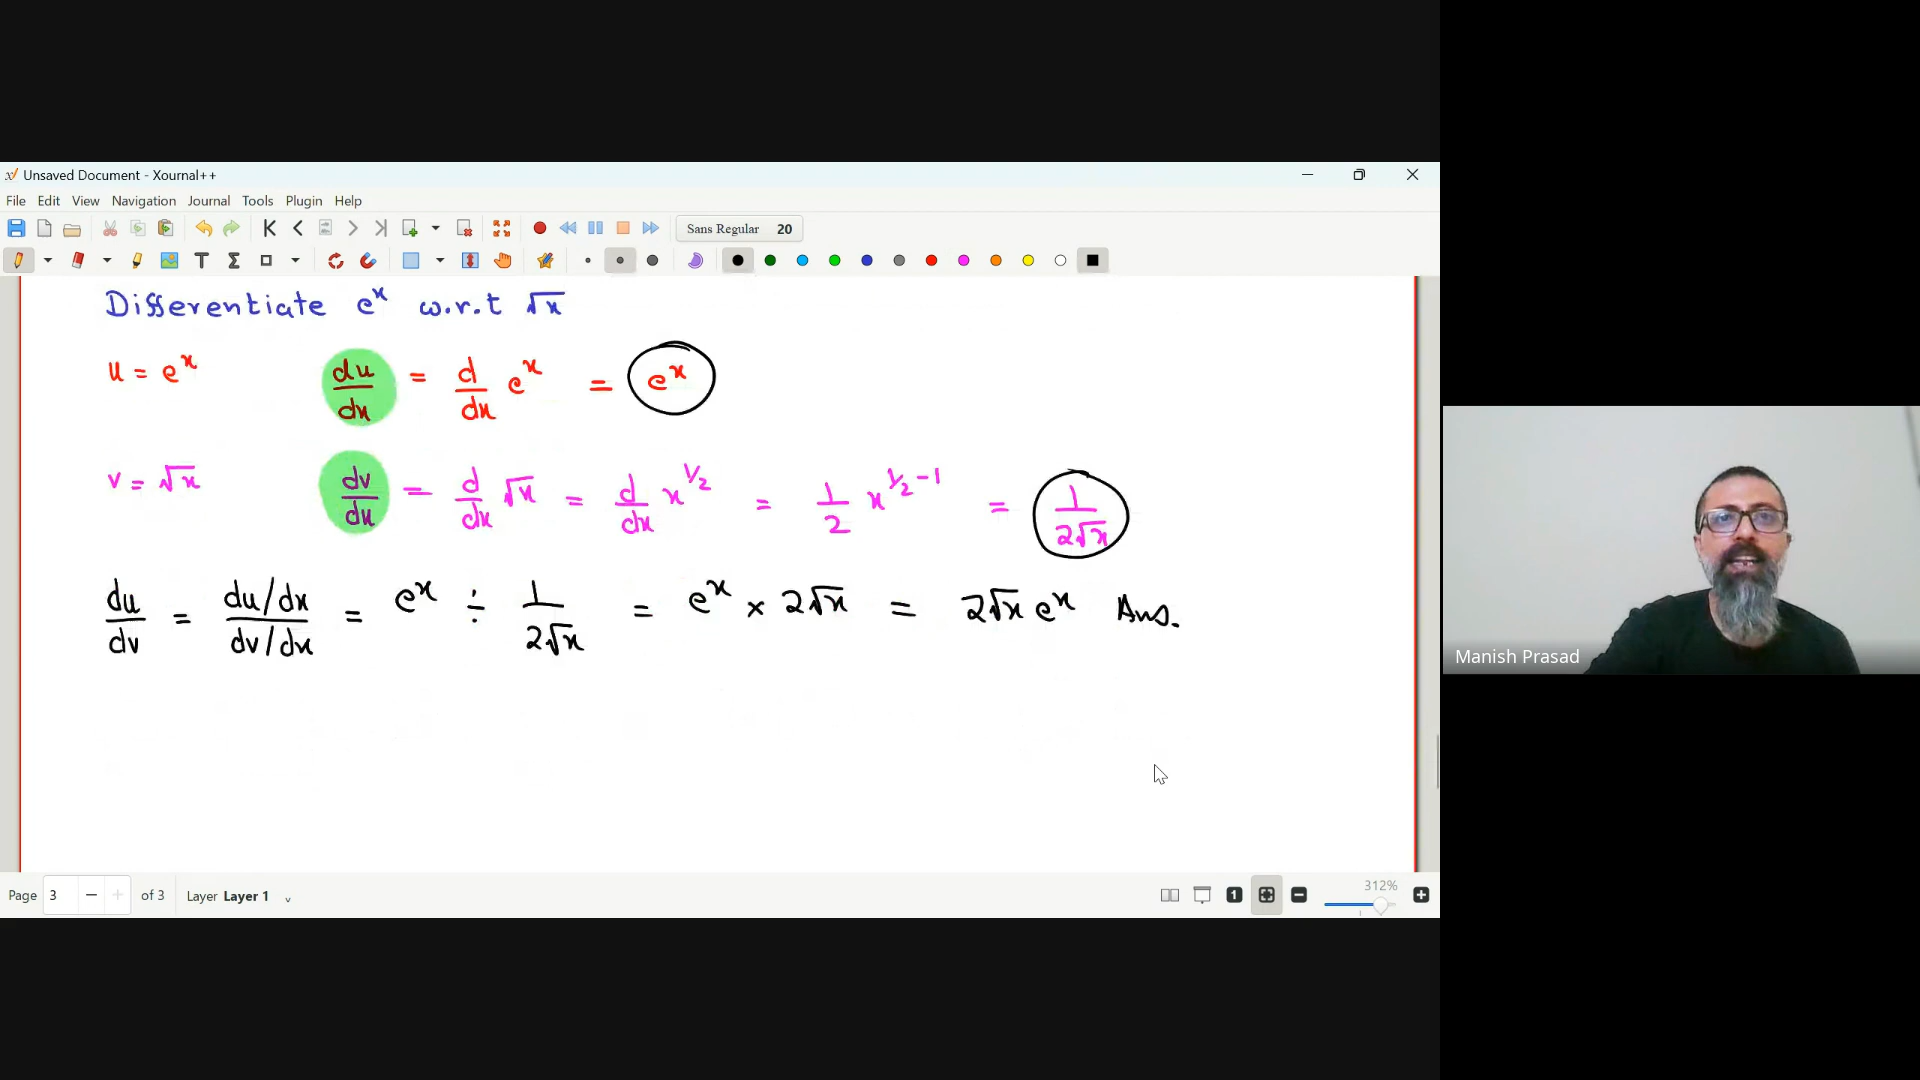 Unsaved Document - Xournal++
File Edit View Navigation Journal Tools Plugin Help
Sans Regular 20
Differentiate eˣ w.r.t √x
u = eˣ du/dx = d/dx eˣ = eˣ
v = √x dv/dx = d/dx √x = d/dx x^1/2 = 1/2 x^1/2-1 = 1/2√x
du/dv = du/dx / dv/dx = eˣ ÷ 1/2√x = eˣ × 2√x = 2√x eˣ Ans.
Manish Prasad
Page 3 of 3 Layer Layer 1 312%